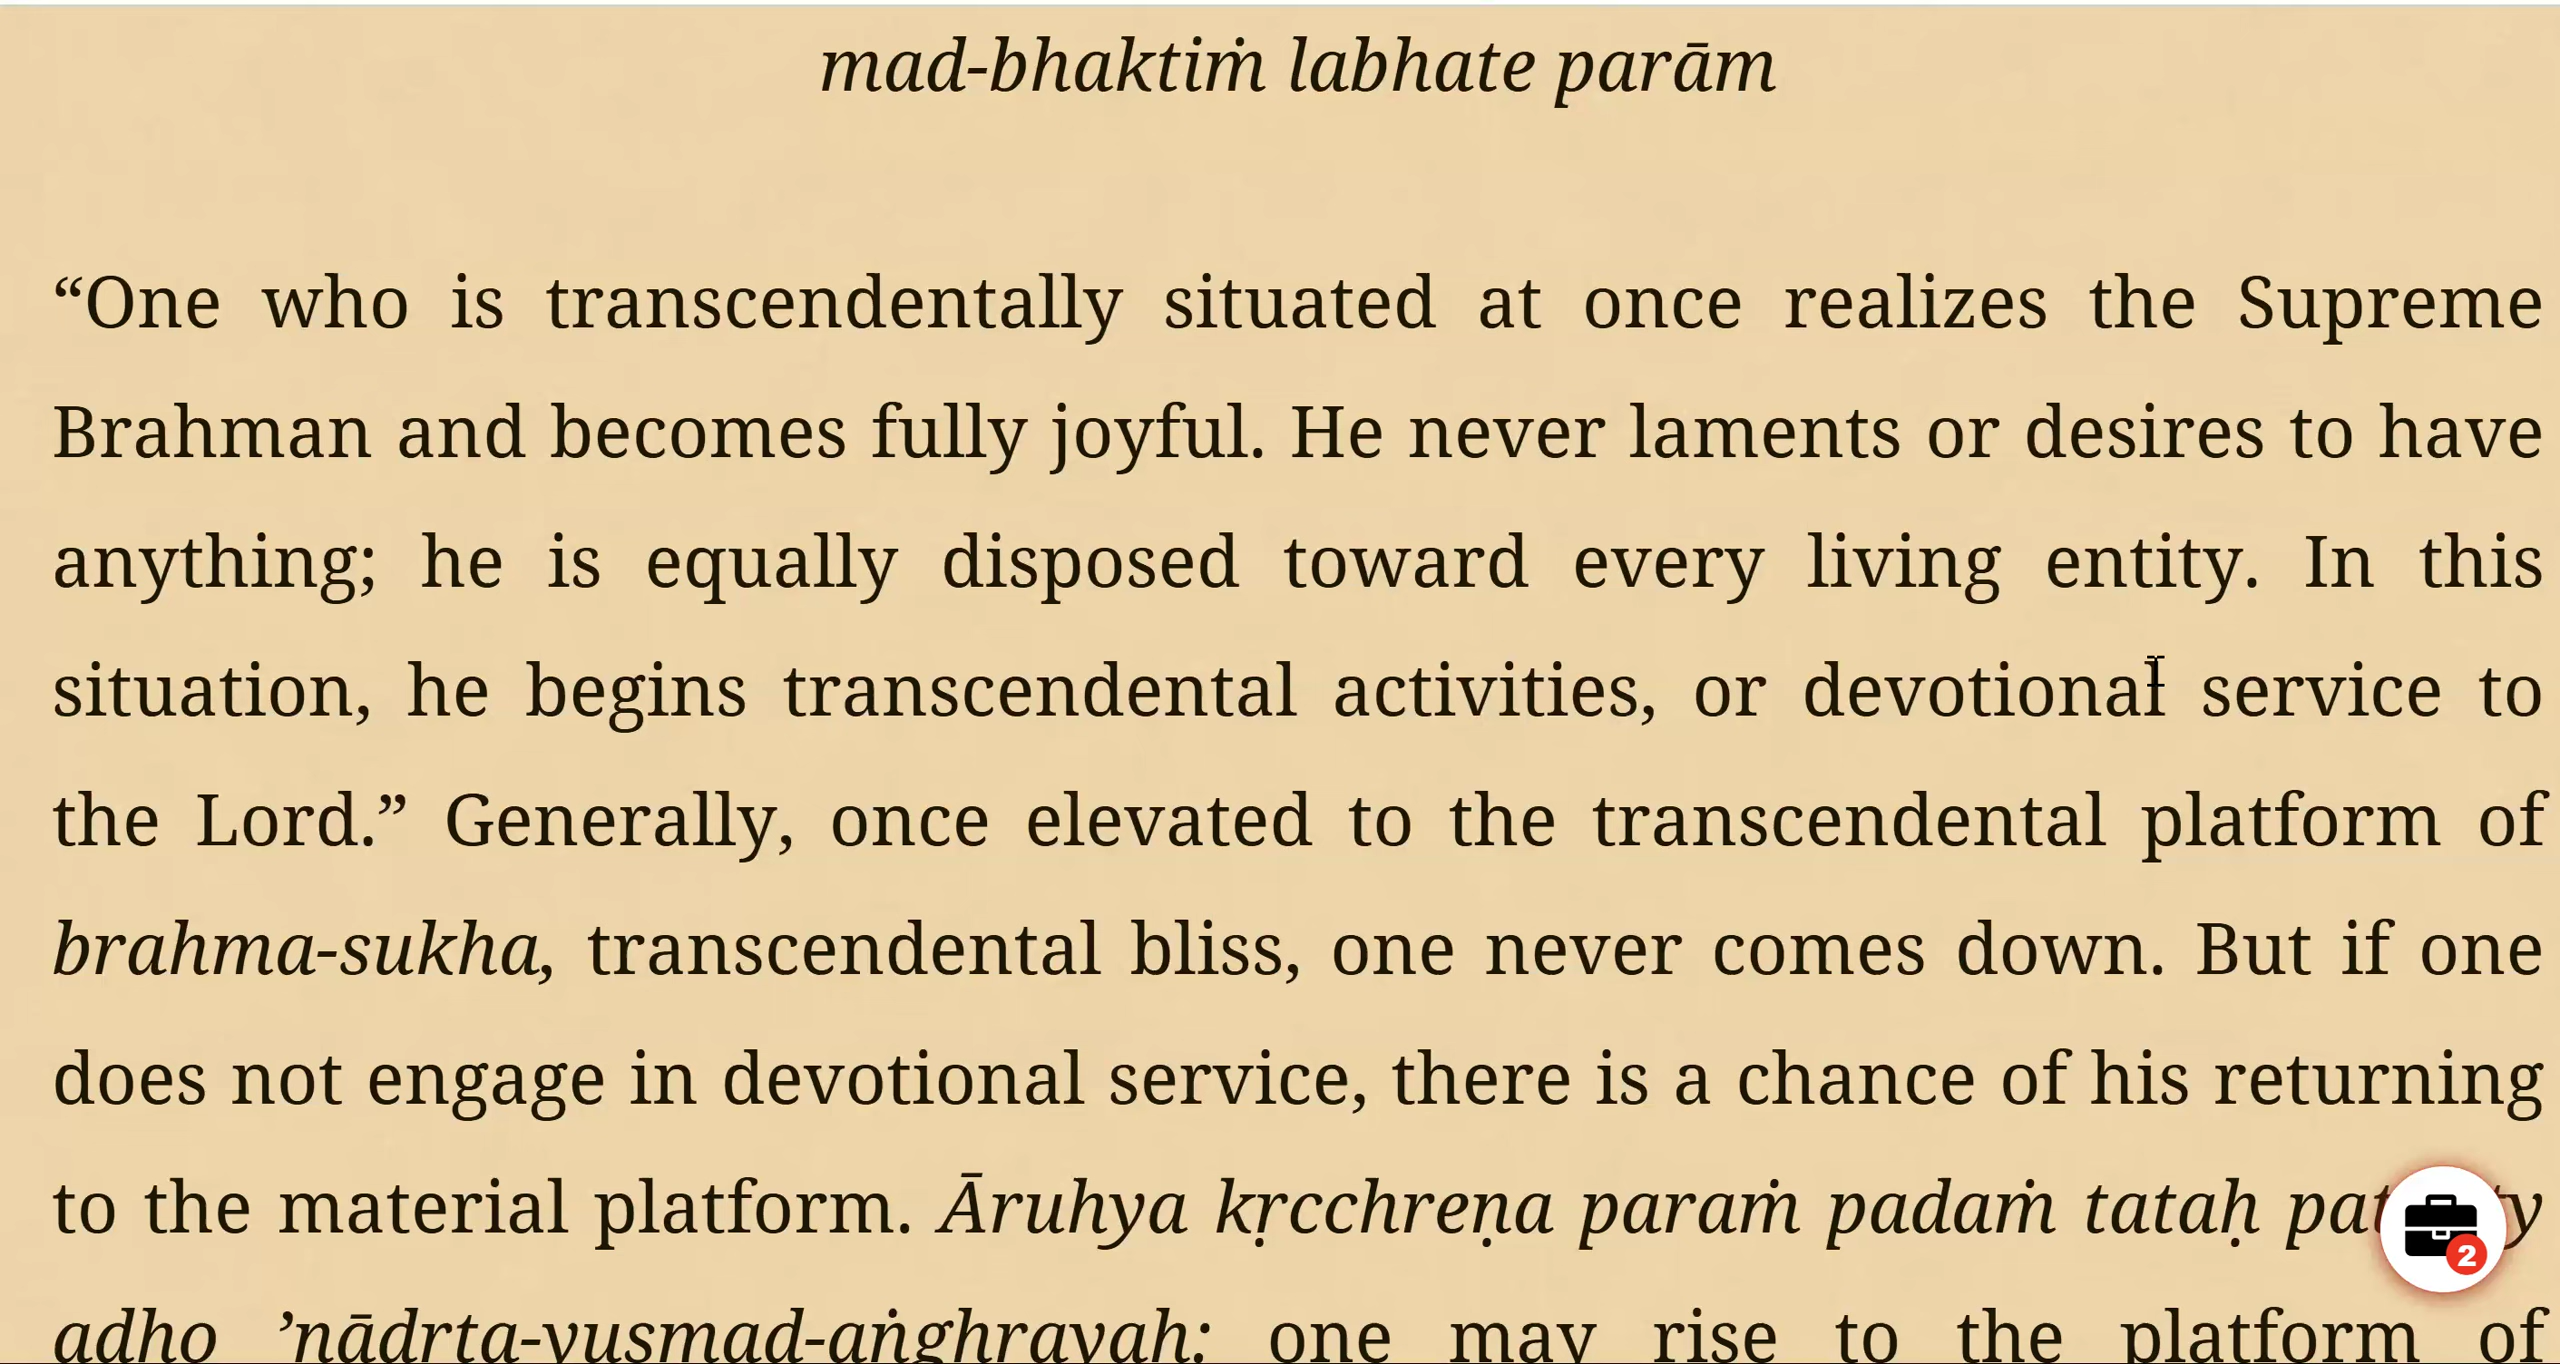 mad-bhaktiṁ labhate parām
“One who is transcendentally situated at once realizes the Supreme
Brahman and becomes fully joyful. He never laments or desires to have
anything; he is equally disposed toward every living entity. In this
situation, he begins transcendental activities, or devotional service to
the Lord.” Generally, once elevated to the transcendental platform of
brahma-sukha, transcendental bliss, one never comes down. But if one
does not engage in devotional service, there is a chance of his returning
to the material platform. Āruhya kṛcchreṇa paraṁ padaṁ tataḥ
adho ’nādṛta-yuṣmad-aṅghrayaḥ: one may rise to the platform of
2